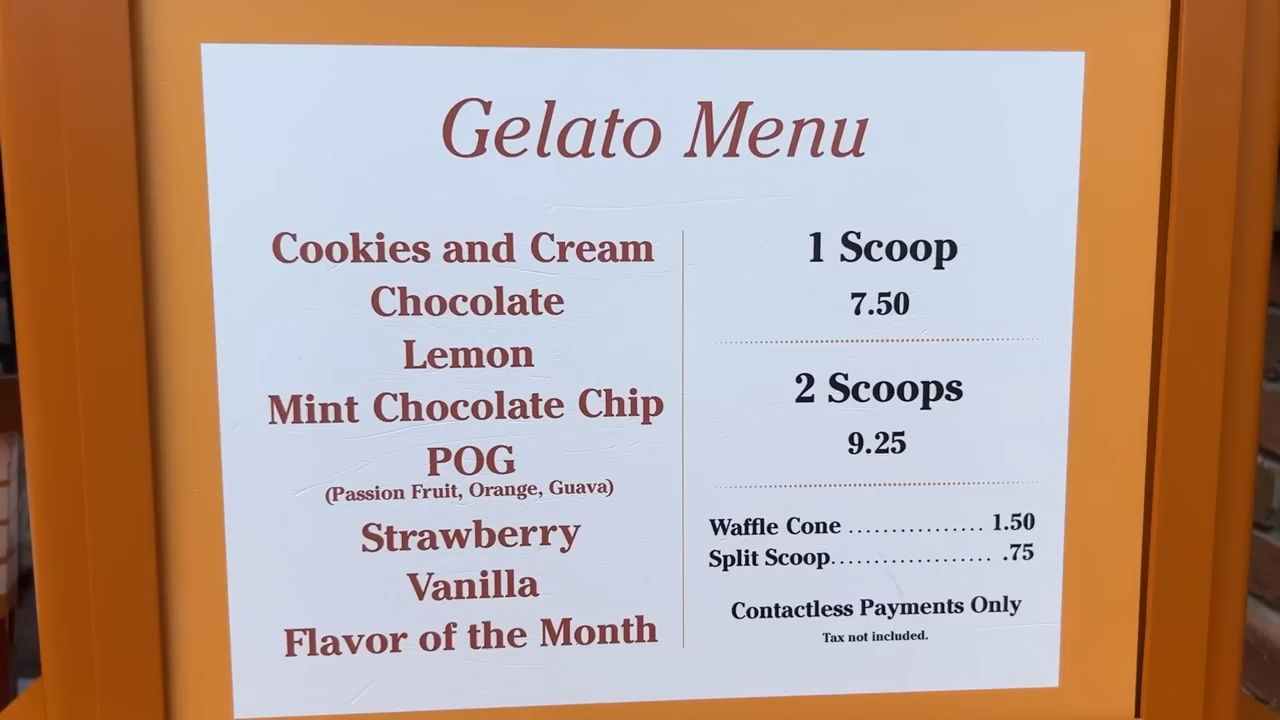 Gelato Menu
Cookies and Cream
Chocolate
Lemon
Mint Chocolate Chip
POG
(Passion Fruit, Orange, Guava)
Strawberry
Vanilla
Flavor of the Month
1 Scoop
7.50
2 Scoops
9.25
Waffle Cone ............... 1.50
Split Scoop.................. .75
Contactless Payments Only
Tax not included.